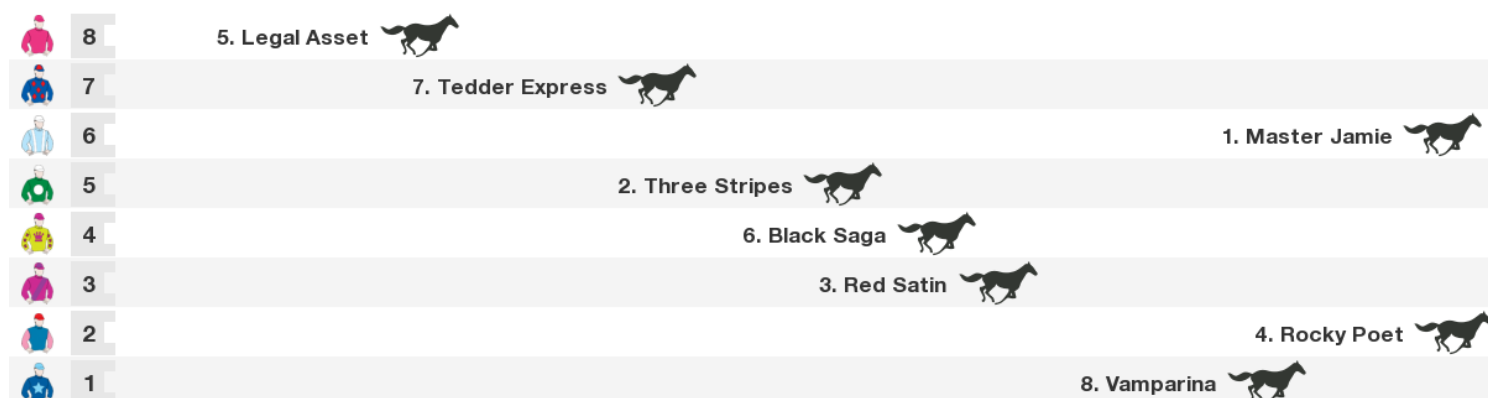 8 5. Legal Asset
7 7. Tedder Express
6 1. Master Jamie
5 2. Three Stripes
4 6. Black Saga
3 3. Red Satin
2 4. Rocky Poet
1 8. Vamparina